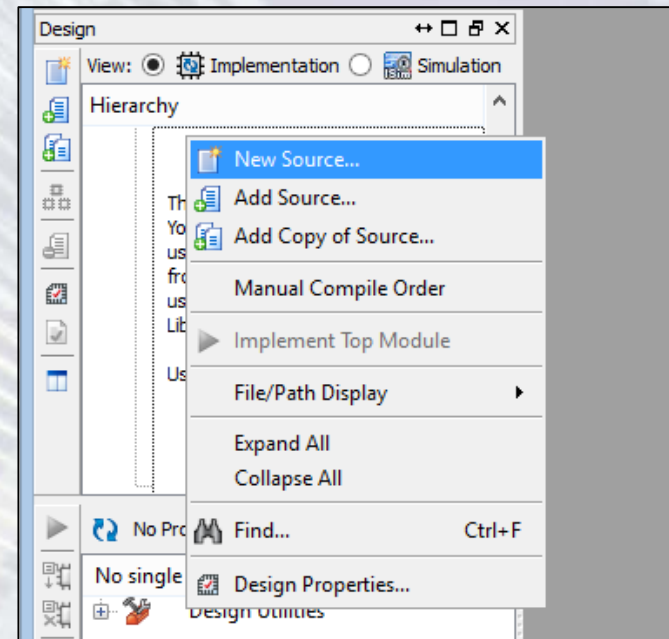 Design
View: Implementation Simulation
Hierarchy
New Source...
Add Source...
Add Copy of Source...
Manual Compile Order
Implement Top Module
File/Path Display
Expand All
Collapse All
Find... Ctrl+F
Design Properties...
No single
Design Utilities